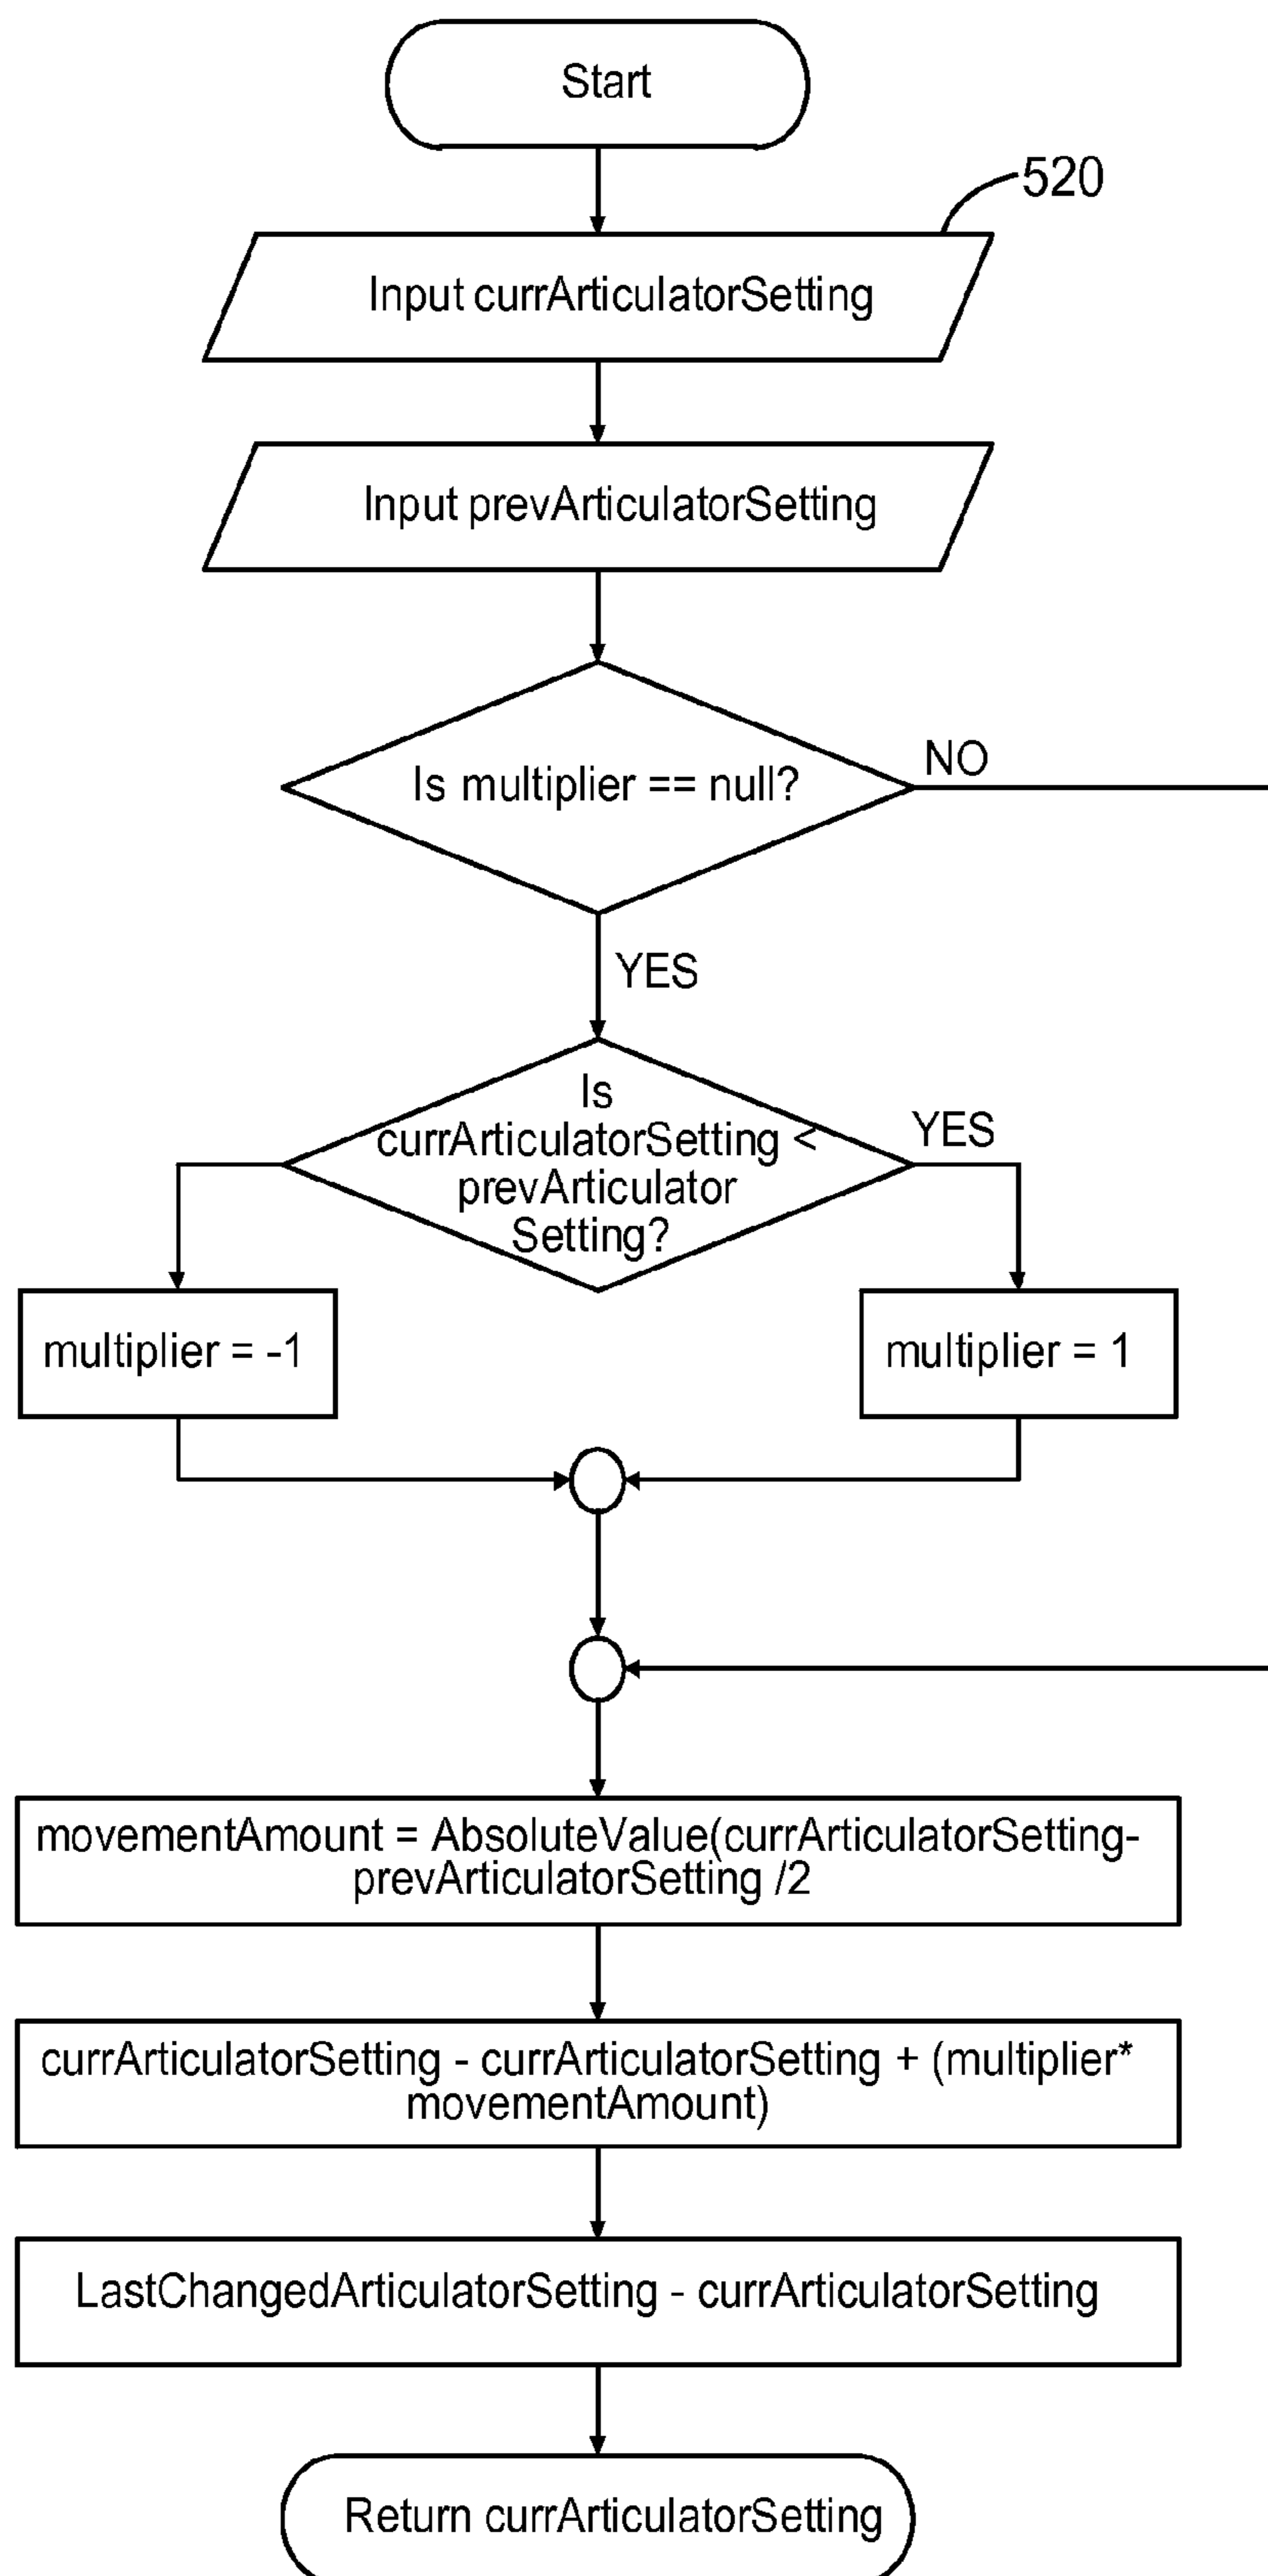 Start
520
Input currArticulatorSetting
Input prevArticulatorSetting
Is multiplier == null?
NO
YES
Is
currArticulatorSetting <
prevArticulator
Setting?
YES
multiplier = -1
multiplier = 1
movementAmount = AbsoluteValue(currArticulatorSetting-
prevArticulatorSetting /2
currArticulatorSetting - currArticulatorSetting + (multiplier*
movementAmount)
LastChangedArticulatorSetting - currArticulatorSetting
Return currArticulatorSetting